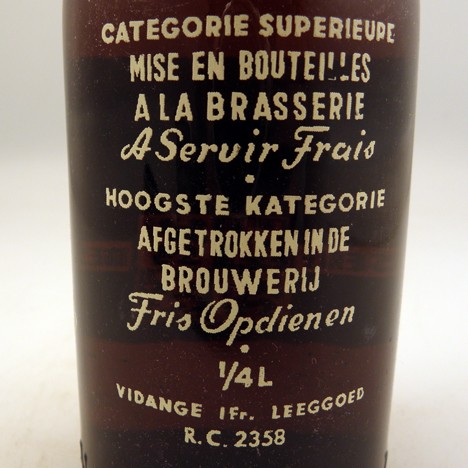 CATEGORIE SUPERIEURE
MISE EN BOUTEILLES
A LA BRASSERIE
A Servir Frais
HOOGSTE KATEGORIE
AFGETROKKEN IN DE
BROUWERIJ
Fris Opdienen
1/4 L
VIDANGE 1Fr. LEEGGOED
R.C. 2358